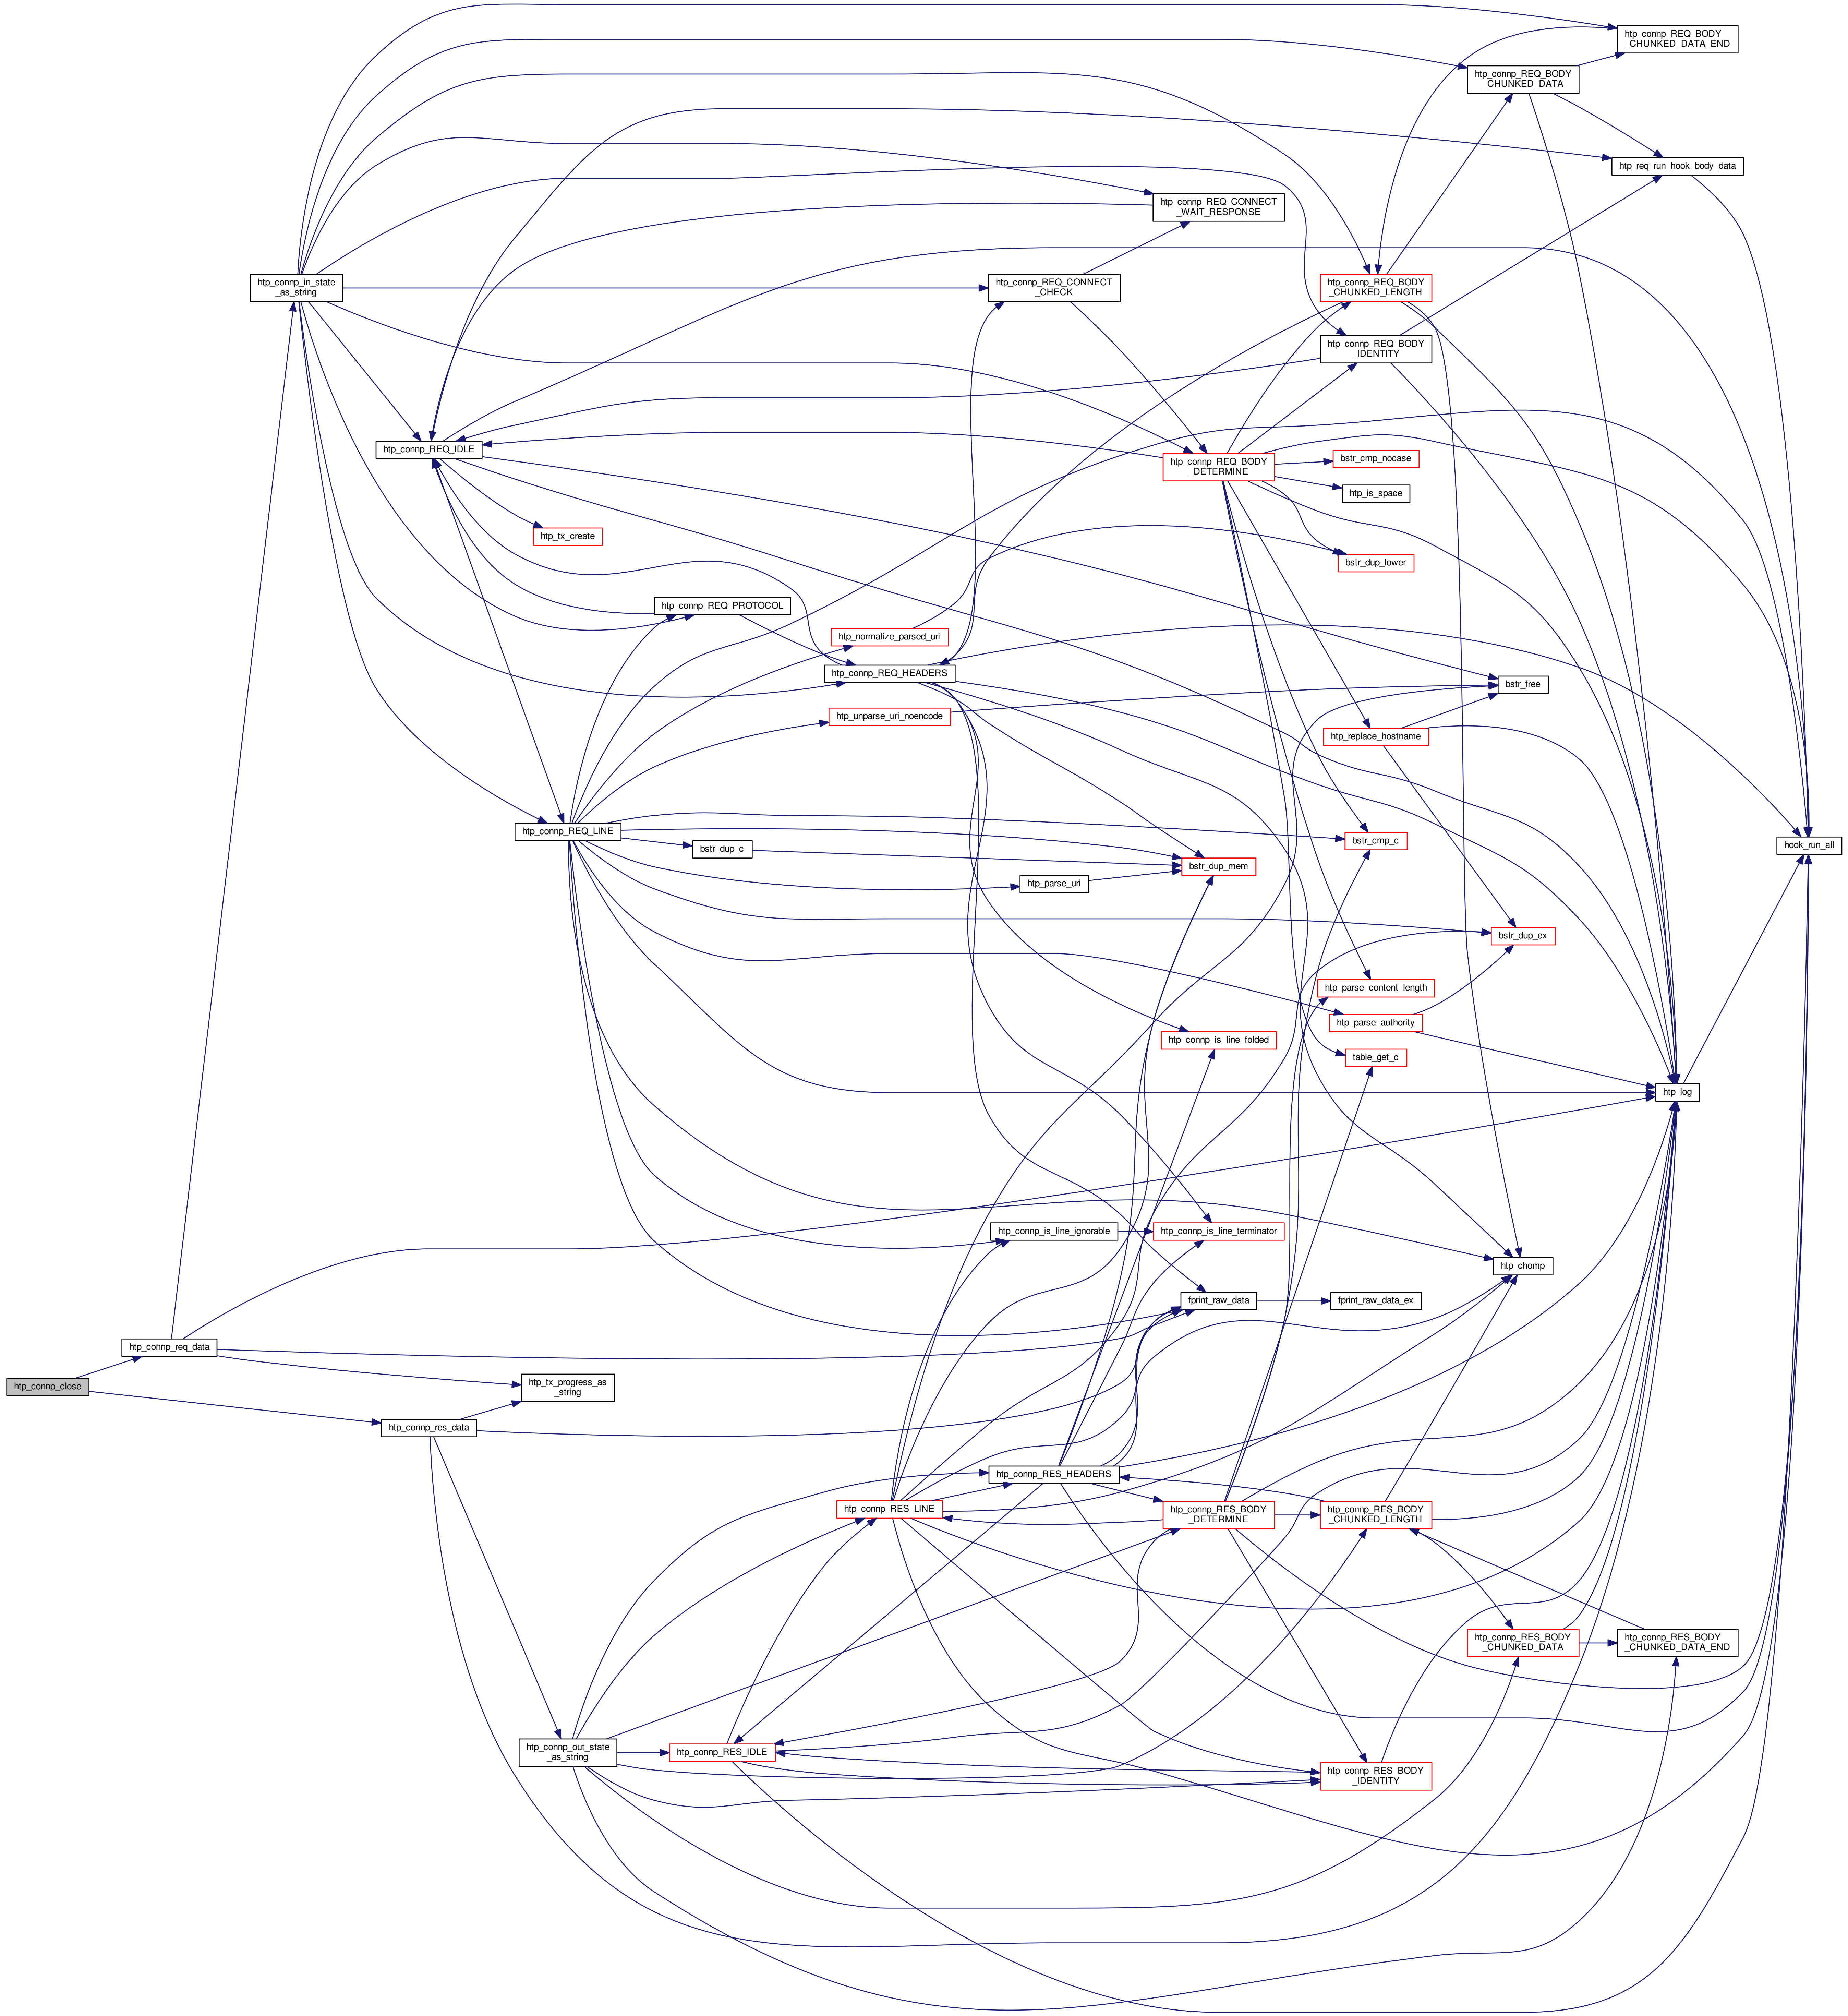 htp_connp_REQ_BODY
_CHUNKED_DATA_END
htp_connp_REQ_BODY
_CHUNKED_DATA
htp_req_run_hook_body_data
htp_connp_REQ_CONNECT
_WAIT_RESPONSE
htp_connp_in_state
_as_string
htp_connp_REQ_CONNECT
_CHECK
htp_connp_REQ_BODY
_CHUNKED_LENGTH
htp_connp_REQ_BODY
_IDENTITY
htp_connp_REQ_IDLE
htp_connp_REQ_BODY
_DETERMINE
bstr_cmp_nocase
htp_is_space
htp_tx_create
bstr_dup_lower
htp_connp_REQ_PROTOCOL
htp_normalize_parsed_uri
htp_connp_REQ_HEADERS
bstr_free
htp_unparse_uri_noencode
htp_replace_hostname
htp_connp_REQ_LINE
bstr_dup_c
bstr_cmp_c
hook_run_all
bstr_dup_mem
htp_parse_uri
bstr_dup_ex
htp_parse_content_length
htp_parse_authority
htp_connp_is_line_folded
table_get_c
htp_log
htp_connp_is_line_ignorable
htp_connp_is_line_terminator
htp_chomp
fprint_raw_data
fprint_raw_data_ex
htp_connp_req_data
htp_connp_close
htp_tx_progress_as
_string
htp_connp_res_data
htp_connp_RES_HEADERS
htp_connp_RES_LINE
htp_connp_RES_BODY
_DETERMINE
htp_connp_RES_BODY
_CHUNKED_LENGTH
htp_connp_RES_BODY
_CHUNKED_DATA
htp_connp_RES_BODY
_CHUNKED_DATA_END
htp_connp_out_state
_as_string
htp_connp_RES_IDLE
htp_connp_RES_BODY
_IDENTITY